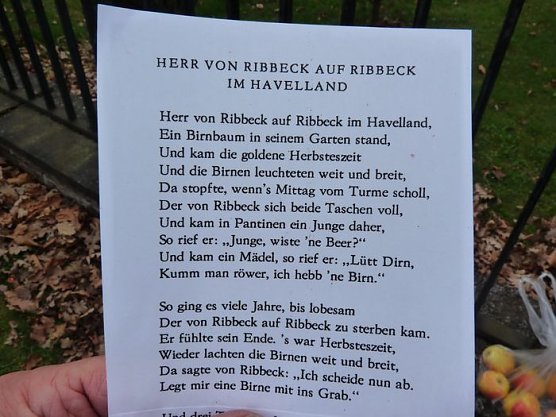 HERR VON RIBBECK AUF RIBBECK
IM HAVELLAND
Herr von Ribbeck auf Ribbeck im Havelland,
Ein Birnbaum in seinem Garten stand,
Und kam die goldene Herbsteszeit
Und die Birnen leuchteten weit und breit,
Da stopfte, wenn's Mittag vom Turme scholl,
Der von Ribbeck sich beide Taschen voll,
Und kam in Pantinen ein Junge daher,
So rief er: „Junge, wiste 'ne Beer?“
Und kam ein Mädel, so rief er: „Lütt Dirn,
Kumm man röwer, ich hebb 'ne Birn.“
So ging es viele Jahre, bis lobesam
Der von Ribbeck auf Ribbeck zu sterben kam.
Er fühlte sein Ende. 's war Herbsteszeit,
Wieder lachten die Birnen weit und breit,
Da sagte von Ribbeck: „Ich scheide nun ab.
Legt mir eine Birne mit ins Grab.“
Und drei